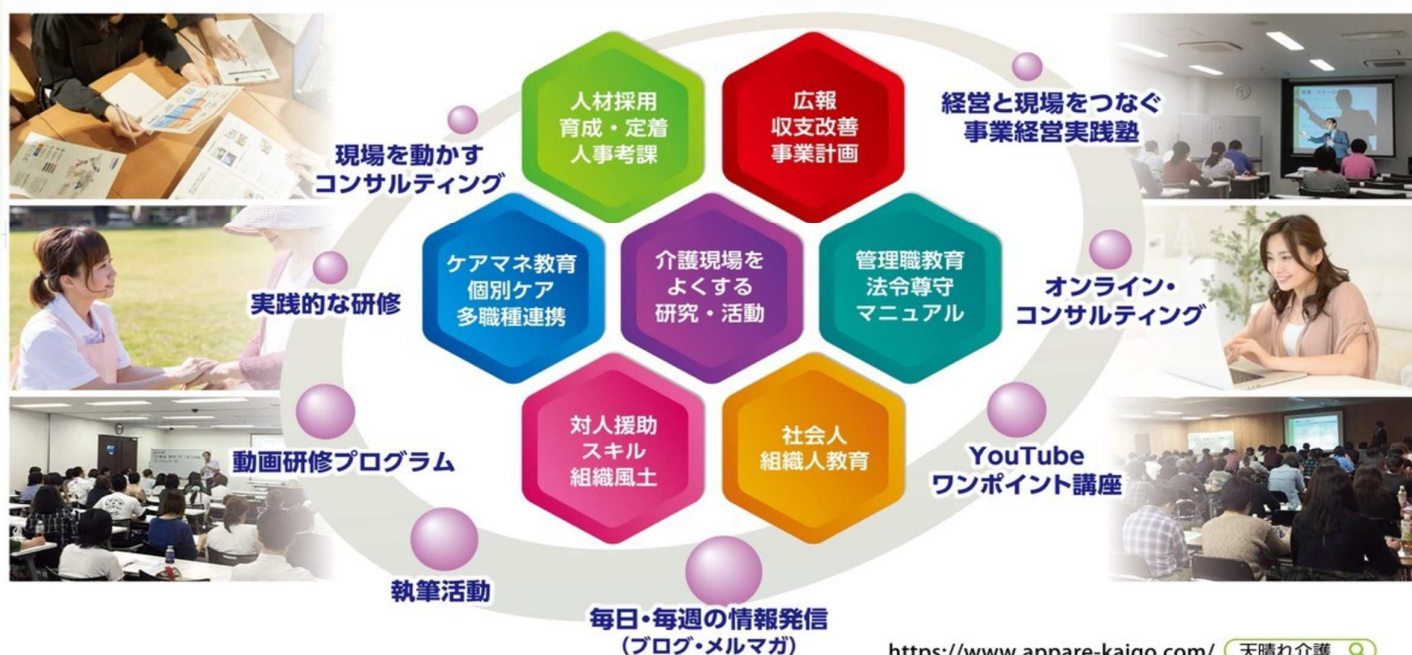 人材採用
育成・定着
人事考課
広報
収支改善
事業計画
経営と現場をつなぐ
事業経営実践塾
現場を動かす
コンサルティング
ケアマネ教育
個別ケア
多職種連携
介護現場を
よくする
研究・活動
管理職教育
法令尊守
マニュアル
実践的な研修
オンライン・
コンサルティング
対人援助
スキル
組織風土
社会人
組織人教育
動画研修プログラム
YouTube
ワンポイント講座
執筆活動
毎日・毎週の情報発信
(ブログ・メルマガ)
https://www.appare-kaigo.com/ 天晴れ介護